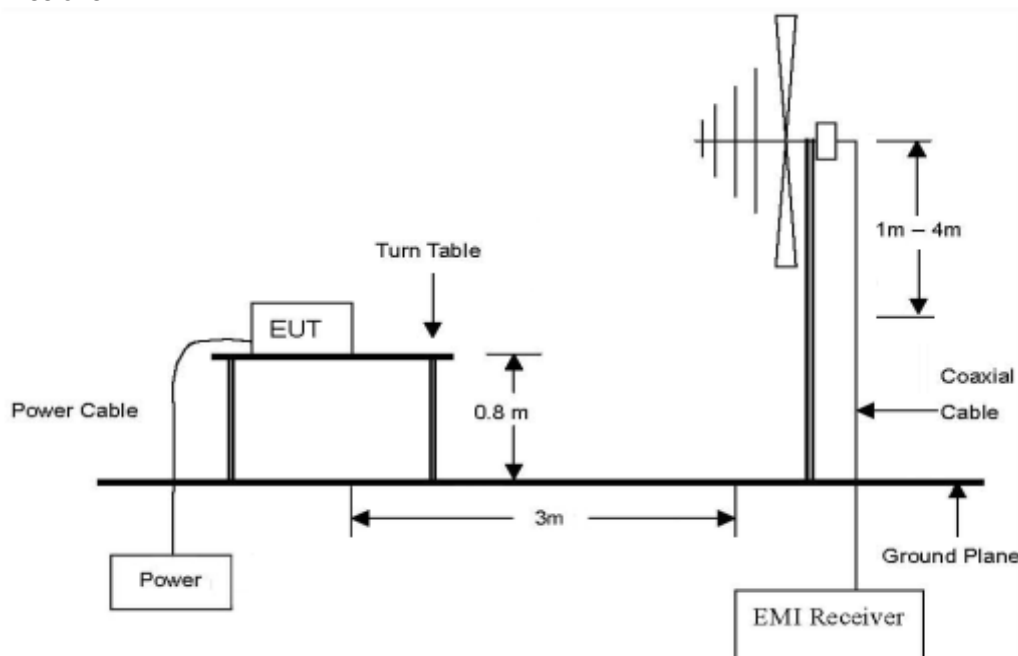 1m – 4m
Turn Table
EUT
Power Cable
0.8 m
Coaxial
Cable
3m
Ground Plane
Power
EMI Receiver